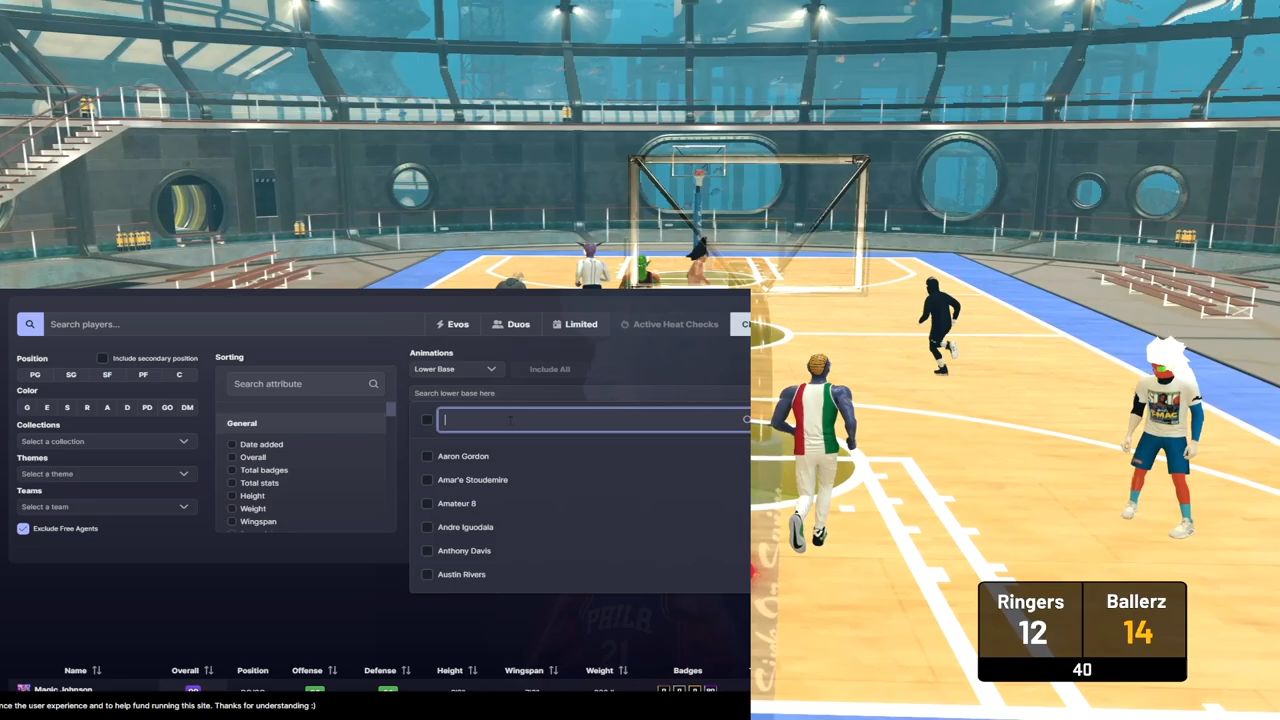 Search players...
Evos
Duos
Limited
Active Heat Checks
Position
Include secondary position
PG SG SF PF C
Color
G E S R A D PD GO DM
Collections
Select a collection
Themes
Select a theme
Teams
Select a team
Exclude Free Agents
Sorting
Search attribute
General
Date added
Overall
Total badges
Total stats
Height
Weight
Wingspan
Animations
Lower Base
Include All
Search lower base here
Aaron Gordon
Amar'e Stoudemire
Amateur 8
Andre Iguodala
Anthony Davis
Austin Rivers
PHILA
21
Name Overall Position Offense Defense Height Wingspan Weight Badges
Magic Johnson
nce the user experience and to help fund running this site. Thanks for understanding :)
Ringers Ballerz
12 14
40